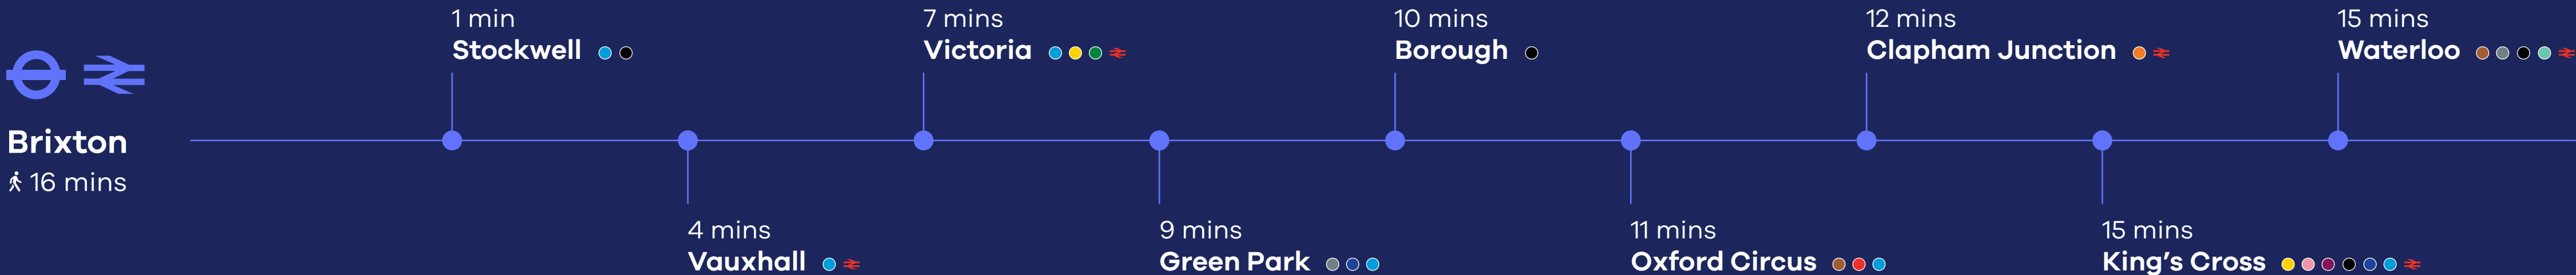 Brixton
16 mins
1 min
Stockwell
4 mins
Vauxhall
7 mins
Victoria
9 mins
Green Park
10 mins
Borough
11 mins
Oxford Circus
12 mins
Clapham Junction
15 mins
King’s Cross
15 mins
Waterloo